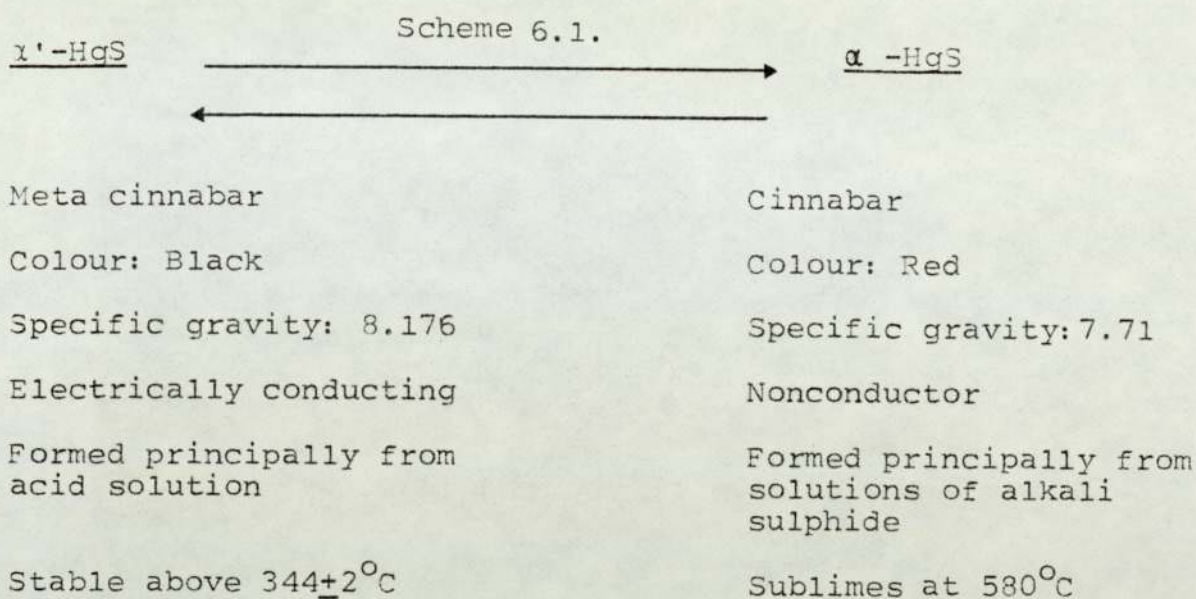 Scheme 6.1.
χ'-HgS α -HgS
Meta cinnabar
Colour: Black
Specific gravity: 8.176
Electrically conducting
Formed principally from
acid solution
Stable above 344±2°C
Cinnabar
Colour: Red
Specific gravity: 7.71
Nonconductor
Formed principally from
solutions of alkali
sulphide
Sublimes at 580°C